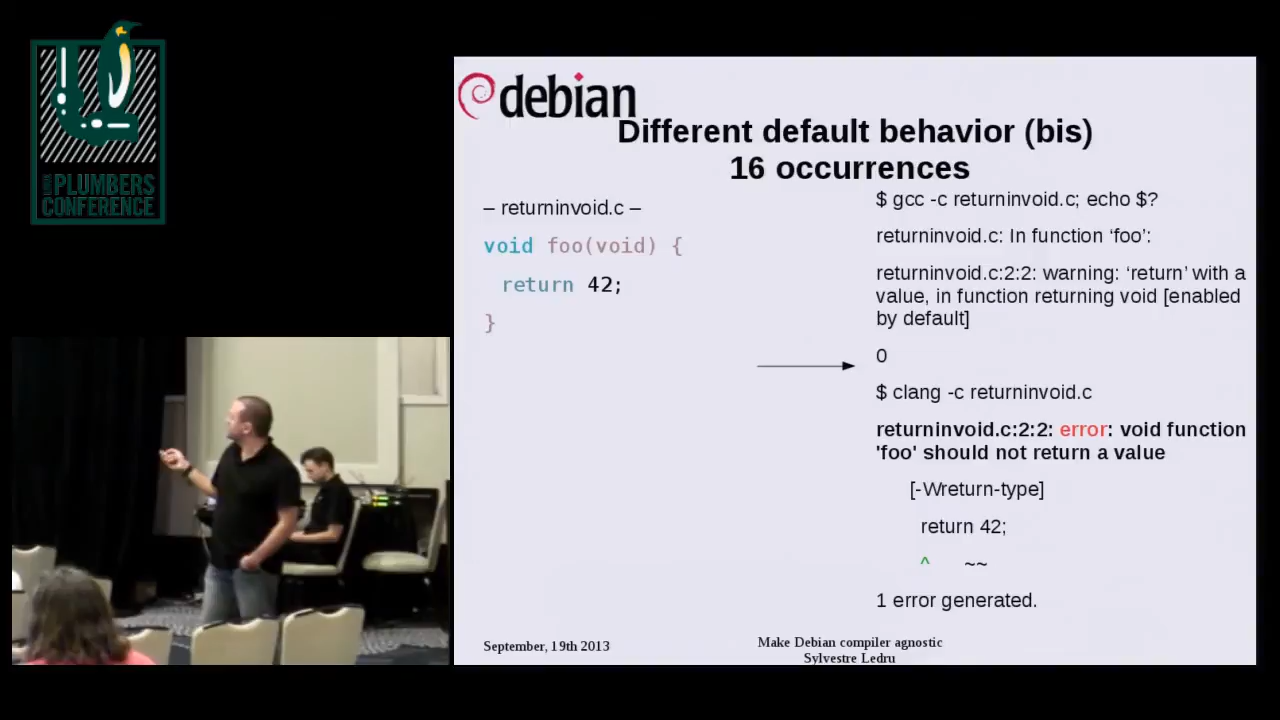 LINUX
PLUMBERS
CONFERENCE
debian
Different default behavior (bis)
16 occurrences
– returninvoid.c –
void foo(void) {
return 42;
}
$ gcc -c returninvoid.c; echo $?
returninvoid.c: In function ‘foo’:
returninvoid.c:2:2: warning: ‘return’ with a
value, in function returning void [enabled
by default]
0
$ clang -c returninvoid.c
returninvoid.c:2:2: error: void function
'foo' should not return a value
[-Wreturn-type]
return 42;
^ ~~
1 error generated.
September, 19th 2013
Make Debian compiler agnostic
Sylvestre Ledru